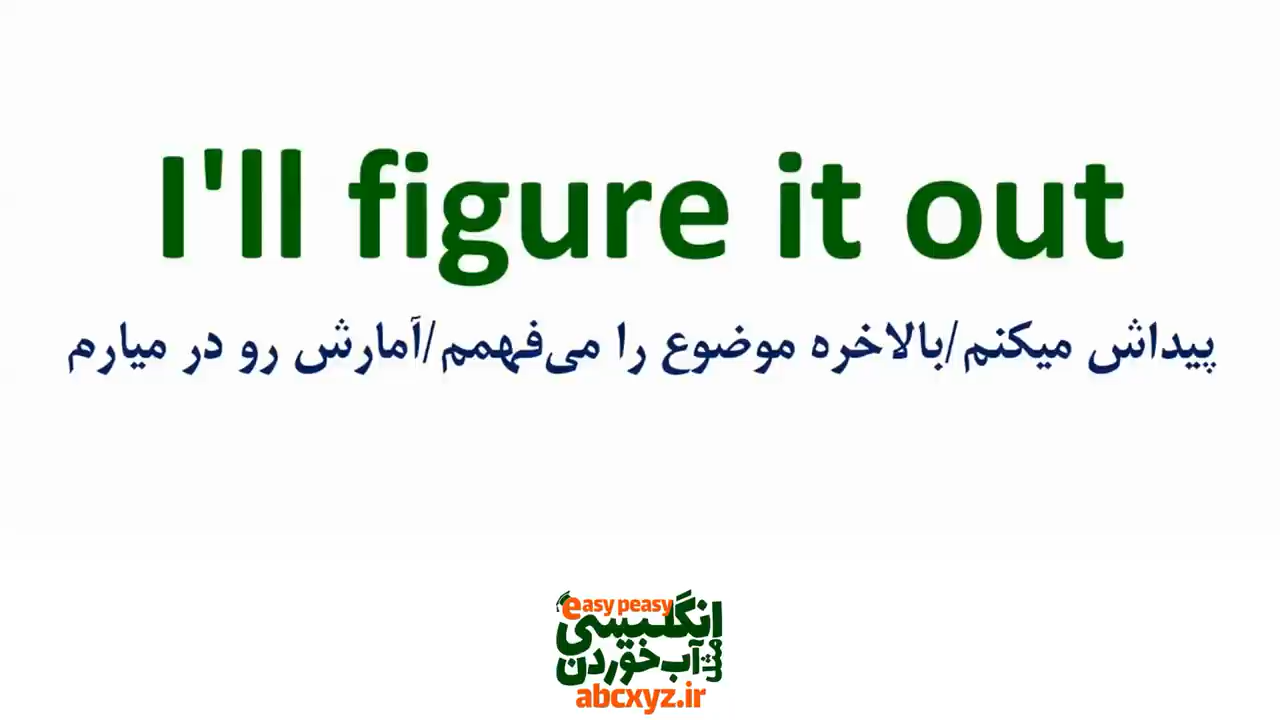 I'll figure it out
پیداش میکنم/بالاخره موضوع را می‌فهمم/آمارش رو در میارم
easy peasy
انگلیسی
مثل آب خوردن
abcxyz.ir